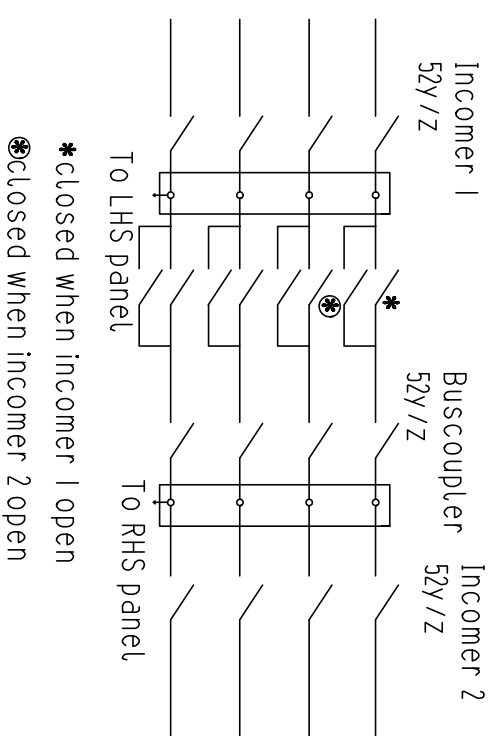 Incomer 1
52y/z
Buscoupler
52y/z
Incomer 2
52y/z
*
⊛
To LHS panel
To RHS panel
*closed when incomer 1 open
⊛closed when incomer 2 open